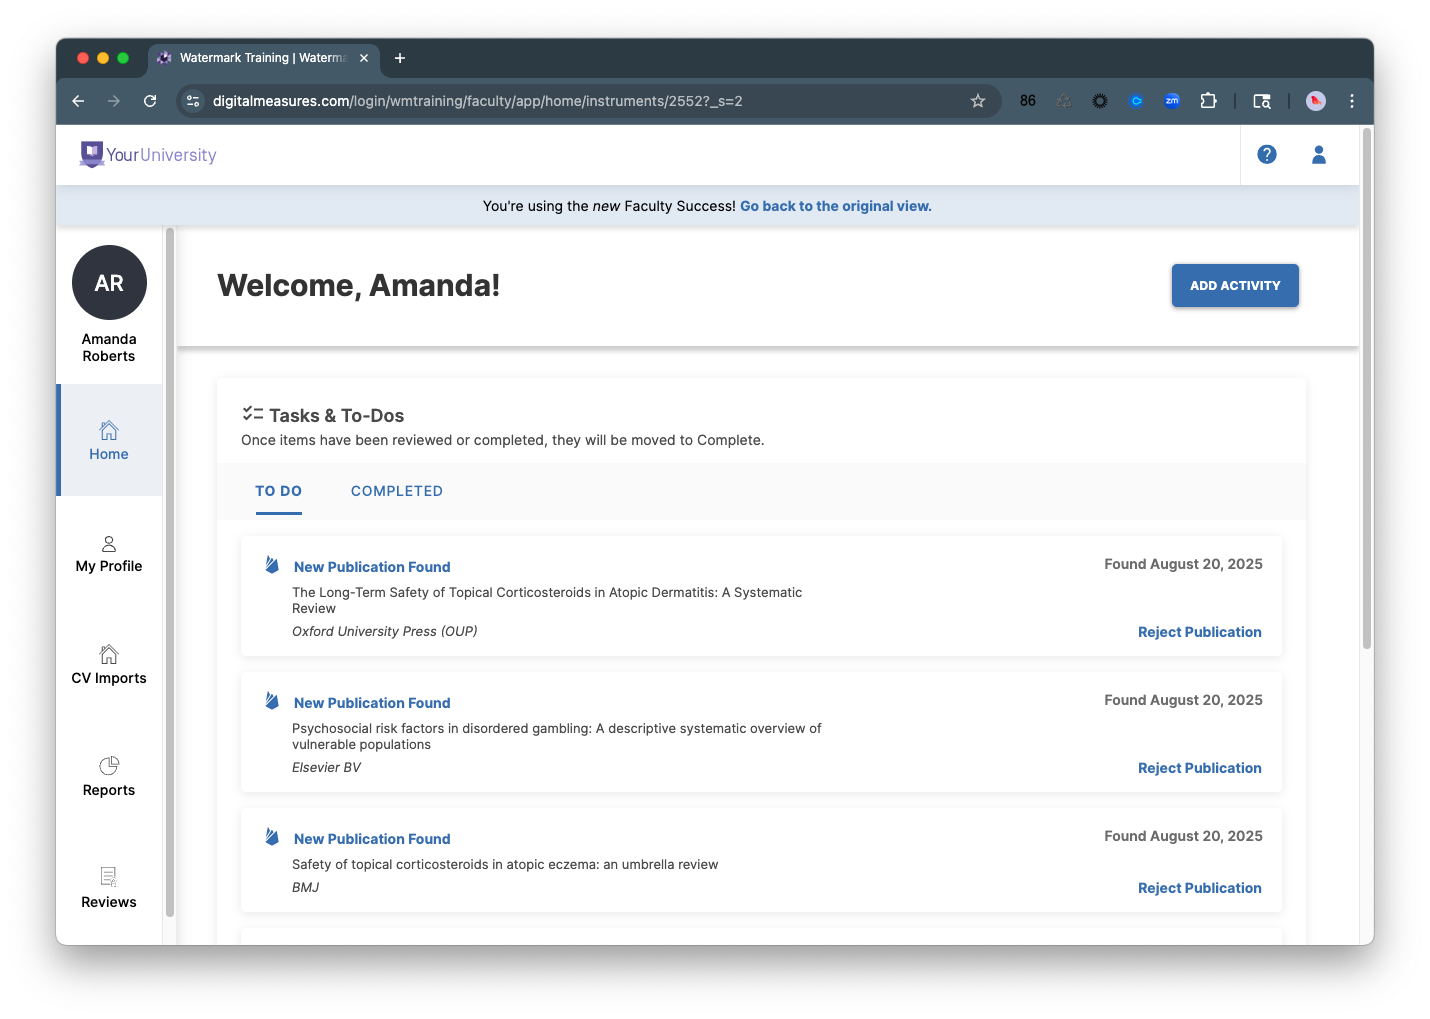 Watermark Training | Waterma
digitalmeasures.com/login/wmtraining/faculty/app/home/instruments/2552?_s=2
86
zm
YourUniversity
?
You're using the new Faculty Success! Go back to the original view.
AR
Amanda
Roberts
Home
My Profile
CV Imports
Reports
Reviews
Welcome, Amanda!
ADD ACTIVITY
Tasks & To-Dos
Once items have been reviewed or completed, they will be moved to Complete.
TO DO
COMPLETED
New Publication Found
Found August 20, 2025
The Long-Term Safety of Topical Corticosteroids in Atopic Dermatitis: A Systematic
Review
Oxford University Press (OUP)
Reject Publication
New Publication Found
Found August 20, 2025
Psychosocial risk factors in disordered gambling: A descriptive systematic overview of
vulnerable populations
Elsevier BV
Reject Publication
New Publication Found
Found August 20, 2025
Safety of topical corticosteroids in atopic eczema: an umbrella review
BMJ
Reject Publication